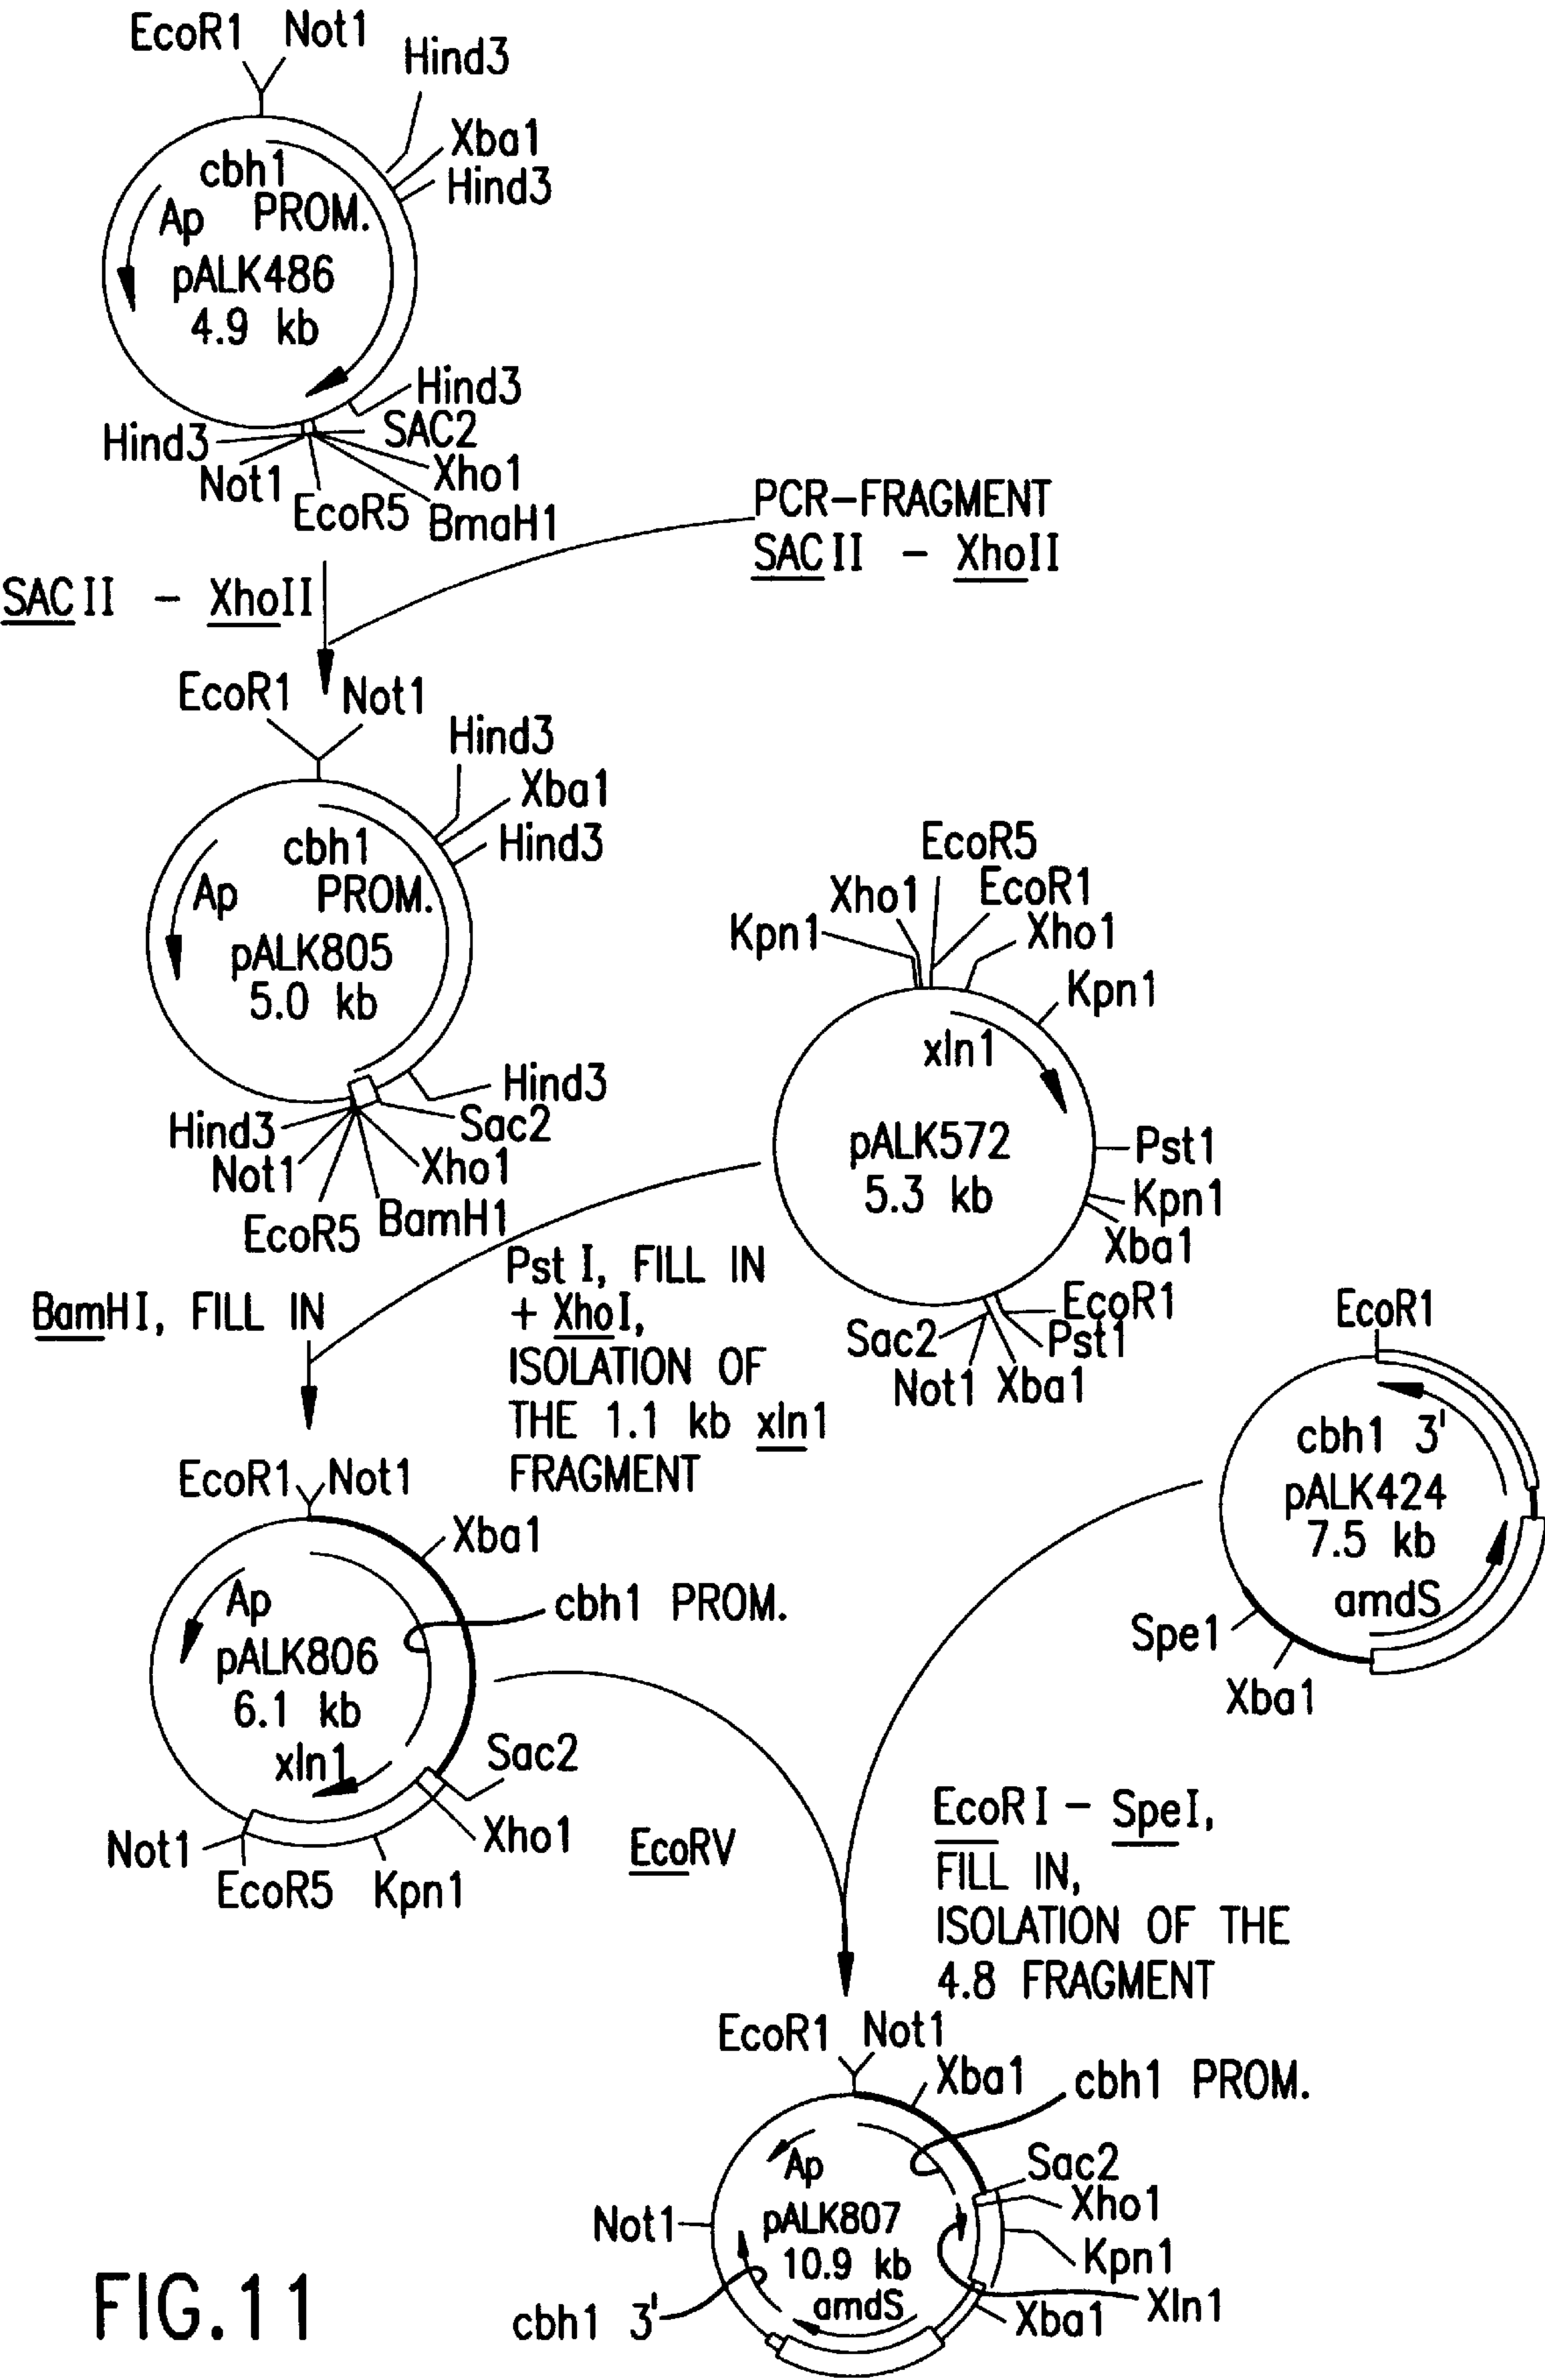 EcoR1 Not1
Hind3
Xba1
Hind3
cbh1
Ap PROM.
pALK486
4.9 kb
Hind3
SAC2
Hind3
Xho1
Not1
EcoR5 BmaH1
PCR-FRAGMENT
SACII - XhoII
SACII - XhoII
EcoR1 Not1
Hind3
Xba1
Hind3
cbh1
Ap PROM.
pALK805
5.0 kb
Hind3
Sac2
Hind3
Xho1
Not1
BamH1
EcoR5
EcoR5
Xho1 EcoR1
Kpn1 Xho1
Kpn1
xln1
pALK572
5.3 kb
Pst1
Kpn1
Xba1
EcoR1
Sac2 Pst1
Not1 Xba1
BamHI, FILL IN
Pst I, FILL IN
+ XhoI,
ISOLATION OF
THE 1.1 kb xln1
FRAGMENT
EcoR1
cbh1 3'
pALK424
7.5 kb
amdS
Spe1
Xba1
EcoR1 Not1
Xba1
Ap
cbh1 PROM.
pALK806
6.1 kb
xln1
Sac2
Xho1
Not1
EcoR5 Kpn1
EcoRV
EcoRI - SpeI,
FILL IN,
ISOLATION OF THE
4.8 FRAGMENT
EcoR1 Not1
Xba1 cbh1 PROM.
Ap
Sac2
Xho1
Not1
pALK807
10.9 kb
amdS
Kpn1
Xln1
Xba1
cbh1 3'
FIG.11